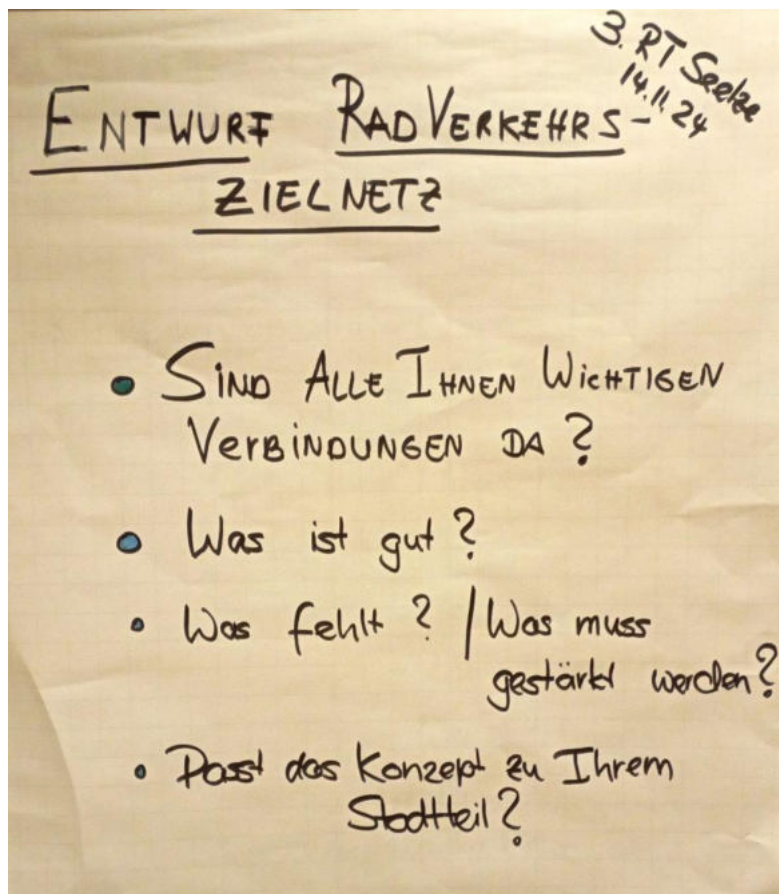 3. RT Seelze
14.11.24
ENTWURF RADVERKEHRS-
ZIELNETZ
• SIND ALLE IHNEN WICHTIGEN
VERBINDUNGEN DA?
• Was ist gut?
• Was fehlt? / Was muss
gestärkt werden?
• Passt das Konzept zu Ihrem
Stadtteil?